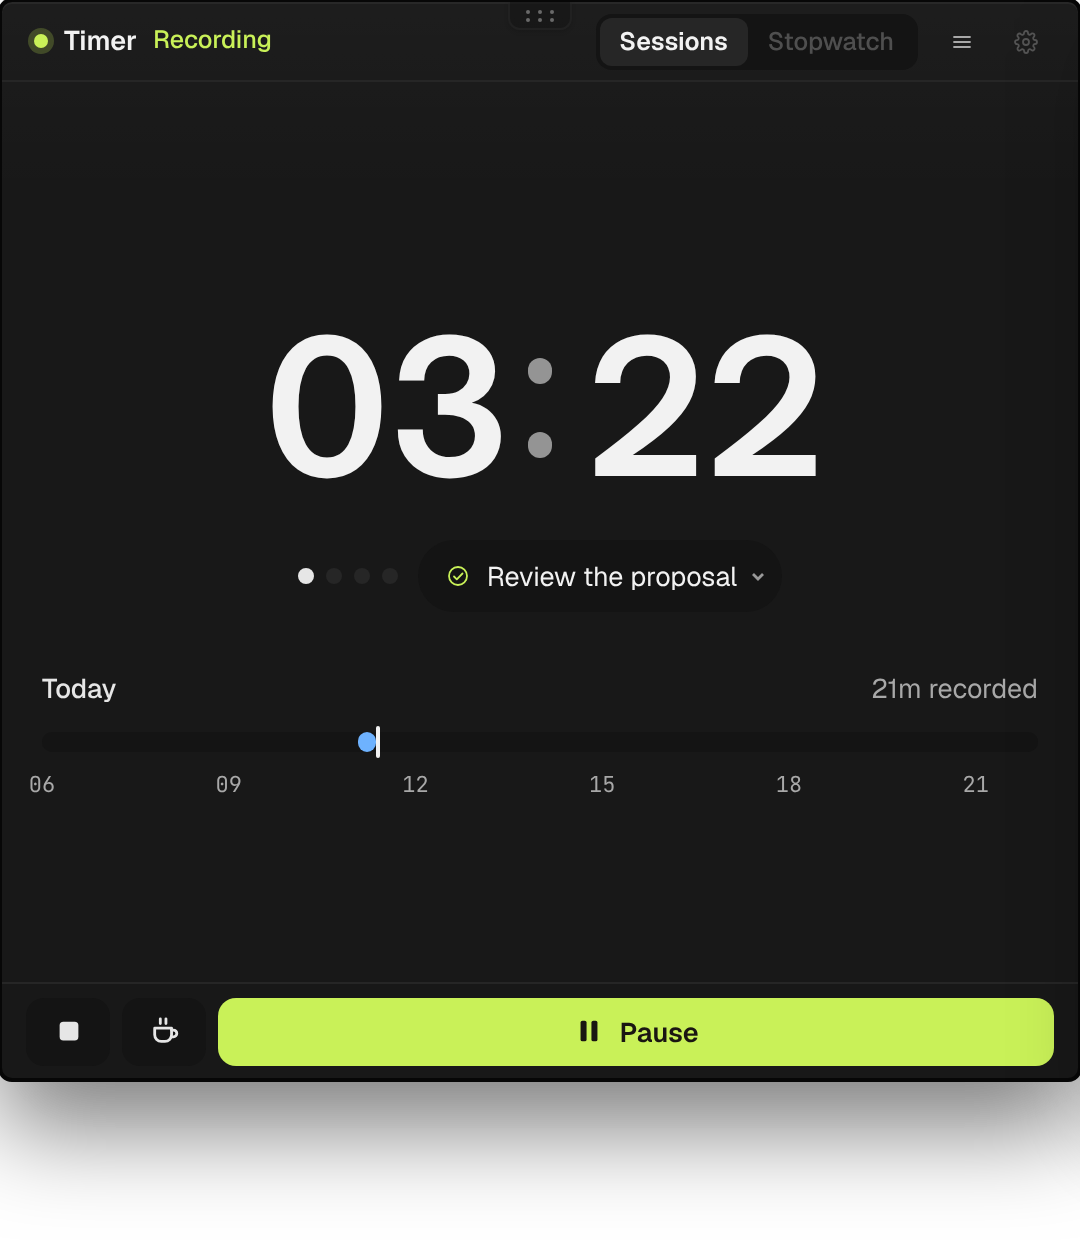 Timer Recording Sessions Stopwatch
03:22
Review the proposal
Today 21m recorded
06 09 12 15 18 21
Pause